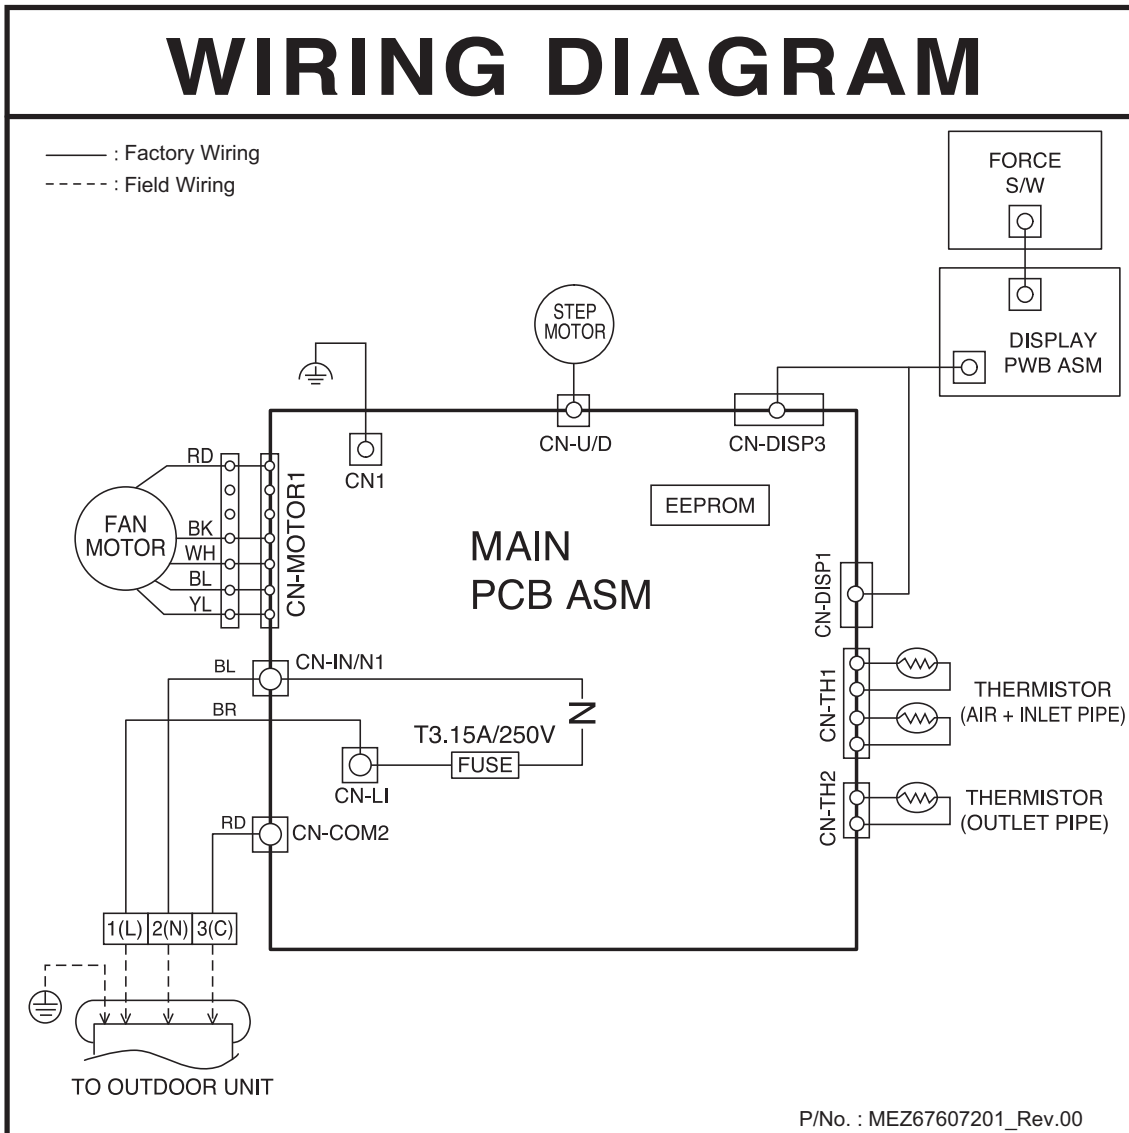 WIRING DIAGRAM
: Factory Wiring
: Field Wiring
FORCE
S/W
DISPLAY
PWB ASM
STEP
MOTOR
CN-U/D
CN-DISP3
CN1
RD
BK
WH
BL
YL
FAN
MOTOR
CN-MOTOR1
EEPROM
MAIN
PCB ASM
CN-DISP1
CN-TH1
THERMISTOR
(AIR + INLET PIPE)
CN-TH2
THERMISTOR
(OUTLET PIPE)
BL
CN-IN/N1
BR
T3.15A/250V
FUSE
N
CN-LI
RD
CN-COM2
1(L) 2(N) 3(C)
TO OUTDOOR UNIT
P/No. : MEZ67607201_Rev.00